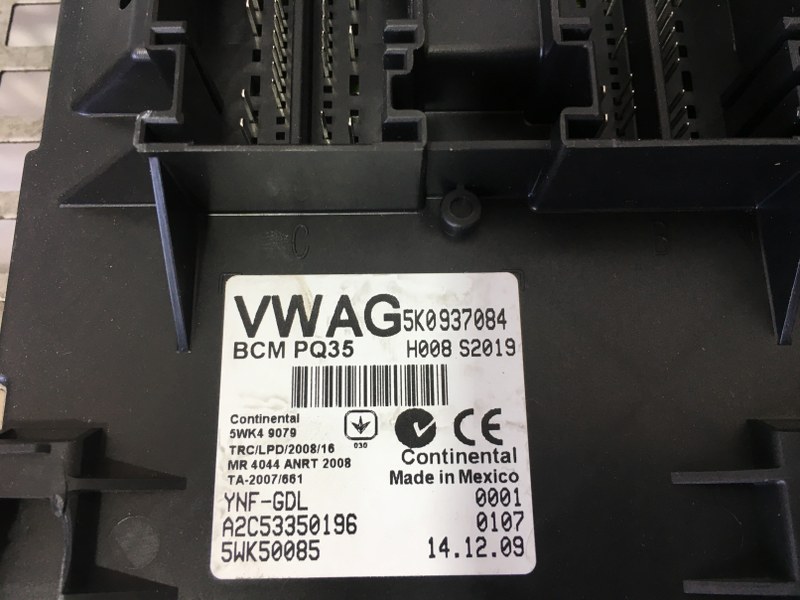 C
VWAG 5K0937084
BCM PQ35 H008 S2019
Continental
5WK4 9079
TRC/LPD/2008/16
MR 4044 ANRT 2008
TA-2007/661
030
CE
Continental
Made in Mexico
YNF-GDL 0001
A2C53350196 0107
5WK50085 14.12.09